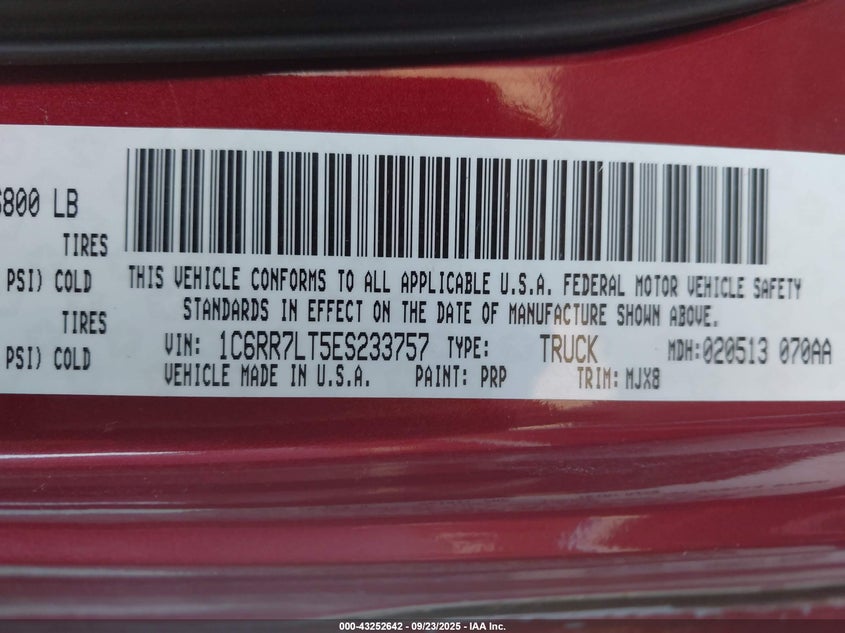 6800 LB
TIRES
PSI) COLD
TIRES
PSI) COLD
THIS VEHICLE CONFORMS TO ALL APPLICABLE U.S.A. FEDERAL MOTOR VEHICLE SAFETY
STANDARDS IN EFFECT ON THE DATE OF MANUFACTURE SHOWN ABOVE.
VIN: 1C6RR7LT5ES233757 TYPE: TRUCK MDH:020513 070AA
VEHICLE MADE IN U.S.A. PAINT: PRP TRIM: MJX8
000-43252642 - 09/23/2025 - IAA Inc.